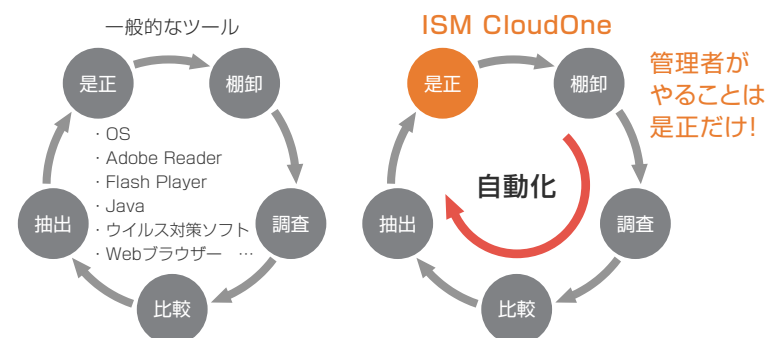 一般的なツール
是正
棚卸
調査
比較
抽出
・OS
・Adobe Reader
・Flash Player
・Java
・ウイルス対策ソフト
・Webブラウザー …
ISM CloudOne
是正
棚卸
調査
比較
抽出
自動化
管理者が
やることは
是正だけ!